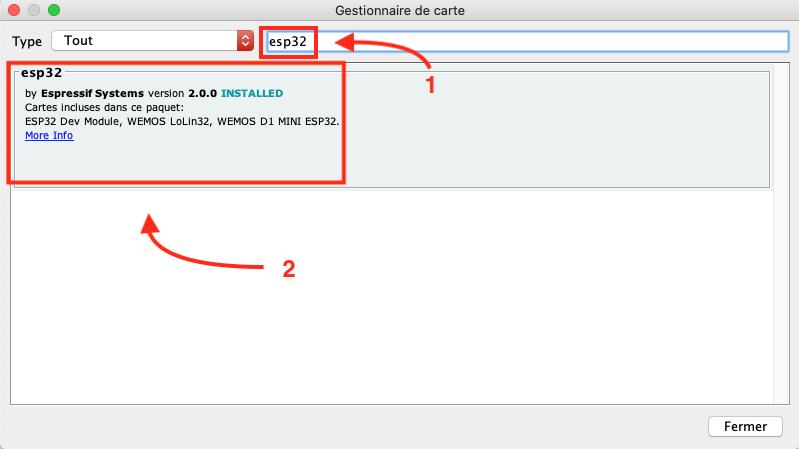 Gestionnaire de carte
Type Tout esp32
1
esp32
by Espressif Systems version 2.0.0 INSTALLED
Cartes incluses dans ce paquet:
ESP32 Dev Module, WEMOS LoLin32, WEMOS D1 MINI ESP32.
More Info
2
Fermer